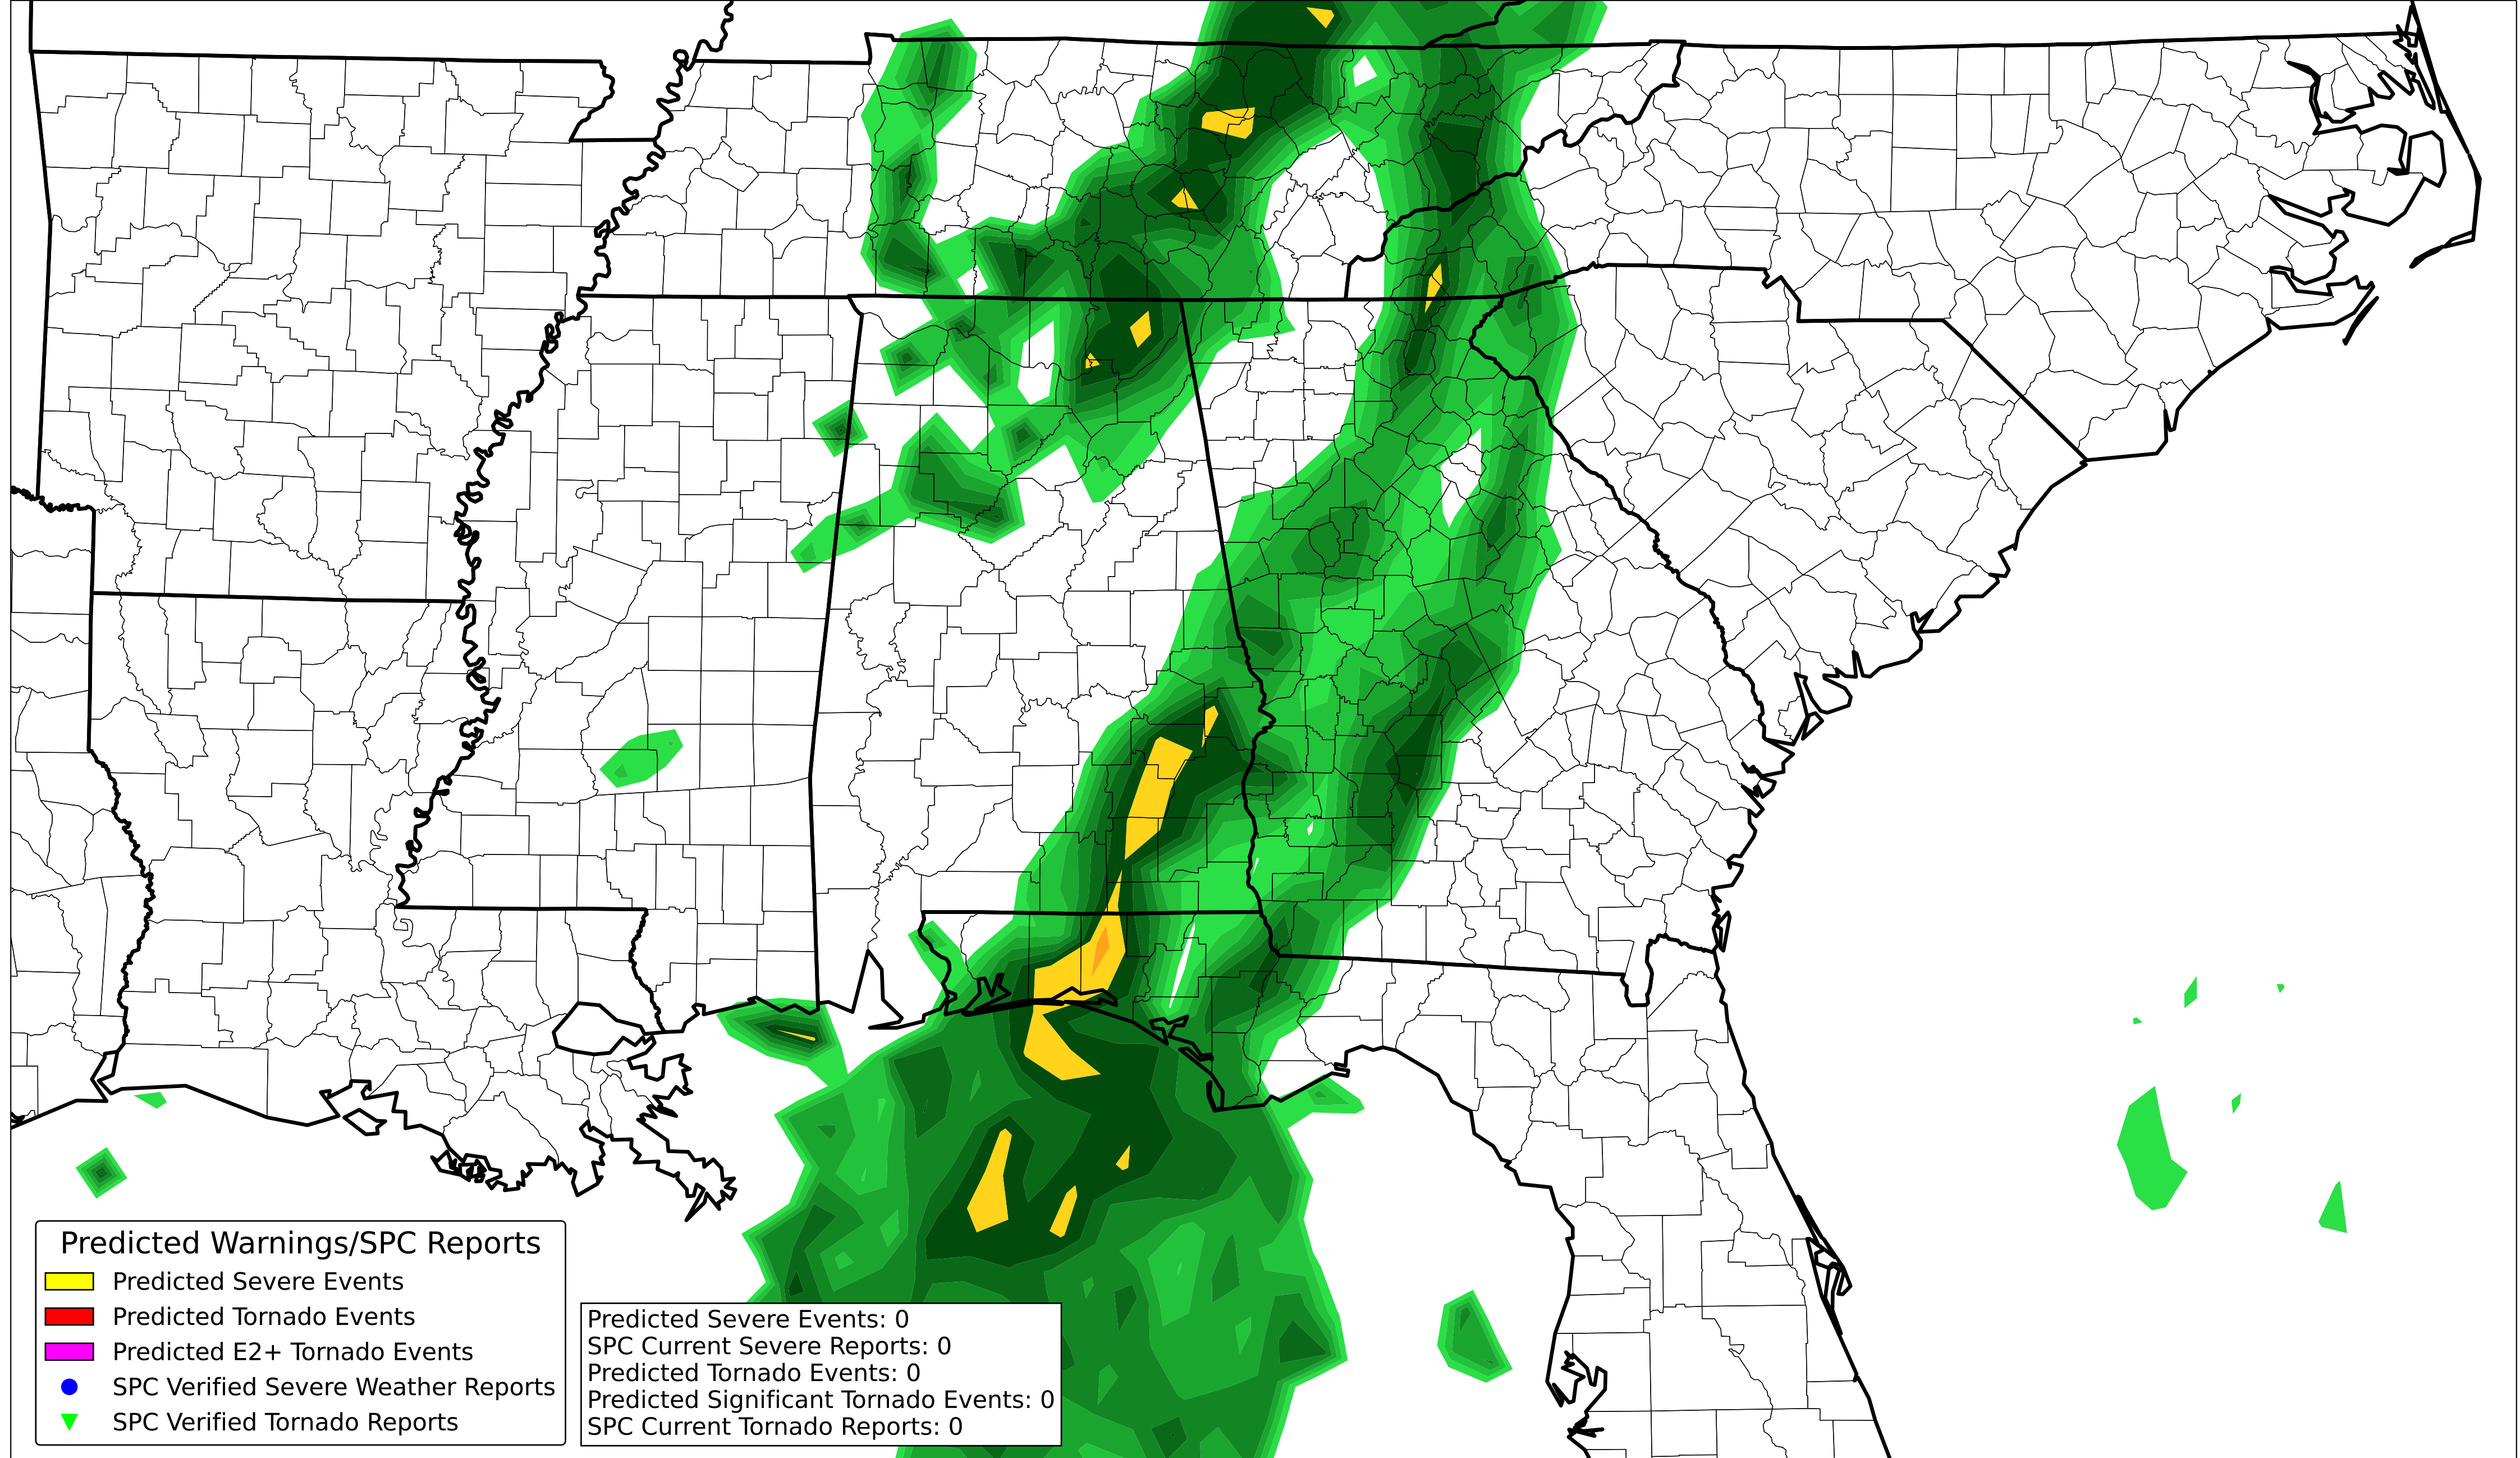 Predicted Warnings/SPC Reports
Predicted Severe Events
Predicted Tornado Events
Predicted E2+ Tornado Events
SPC Verified Severe Weather Reports
SPC Verified Tornado Reports
Predicted Severe Events: 0
SPC Current Severe Reports: 0
Predicted Tornado Events: 0
Predicted Significant Tornado Events: 0
SPC Current Tornado Reports: 0